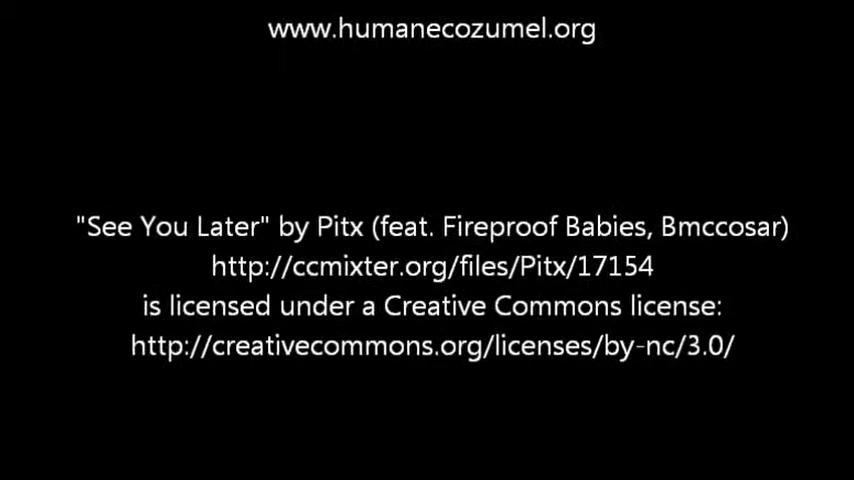 www.humanecozumel.org
"See You Later" by Pitx (feat. Fireproof Babies, Bmccosar)
http://ccmixter.org/files/Pitx/17154
is licensed under a Creative Commons license:
http://creativecommons.org/licenses/by-nc/3.0/